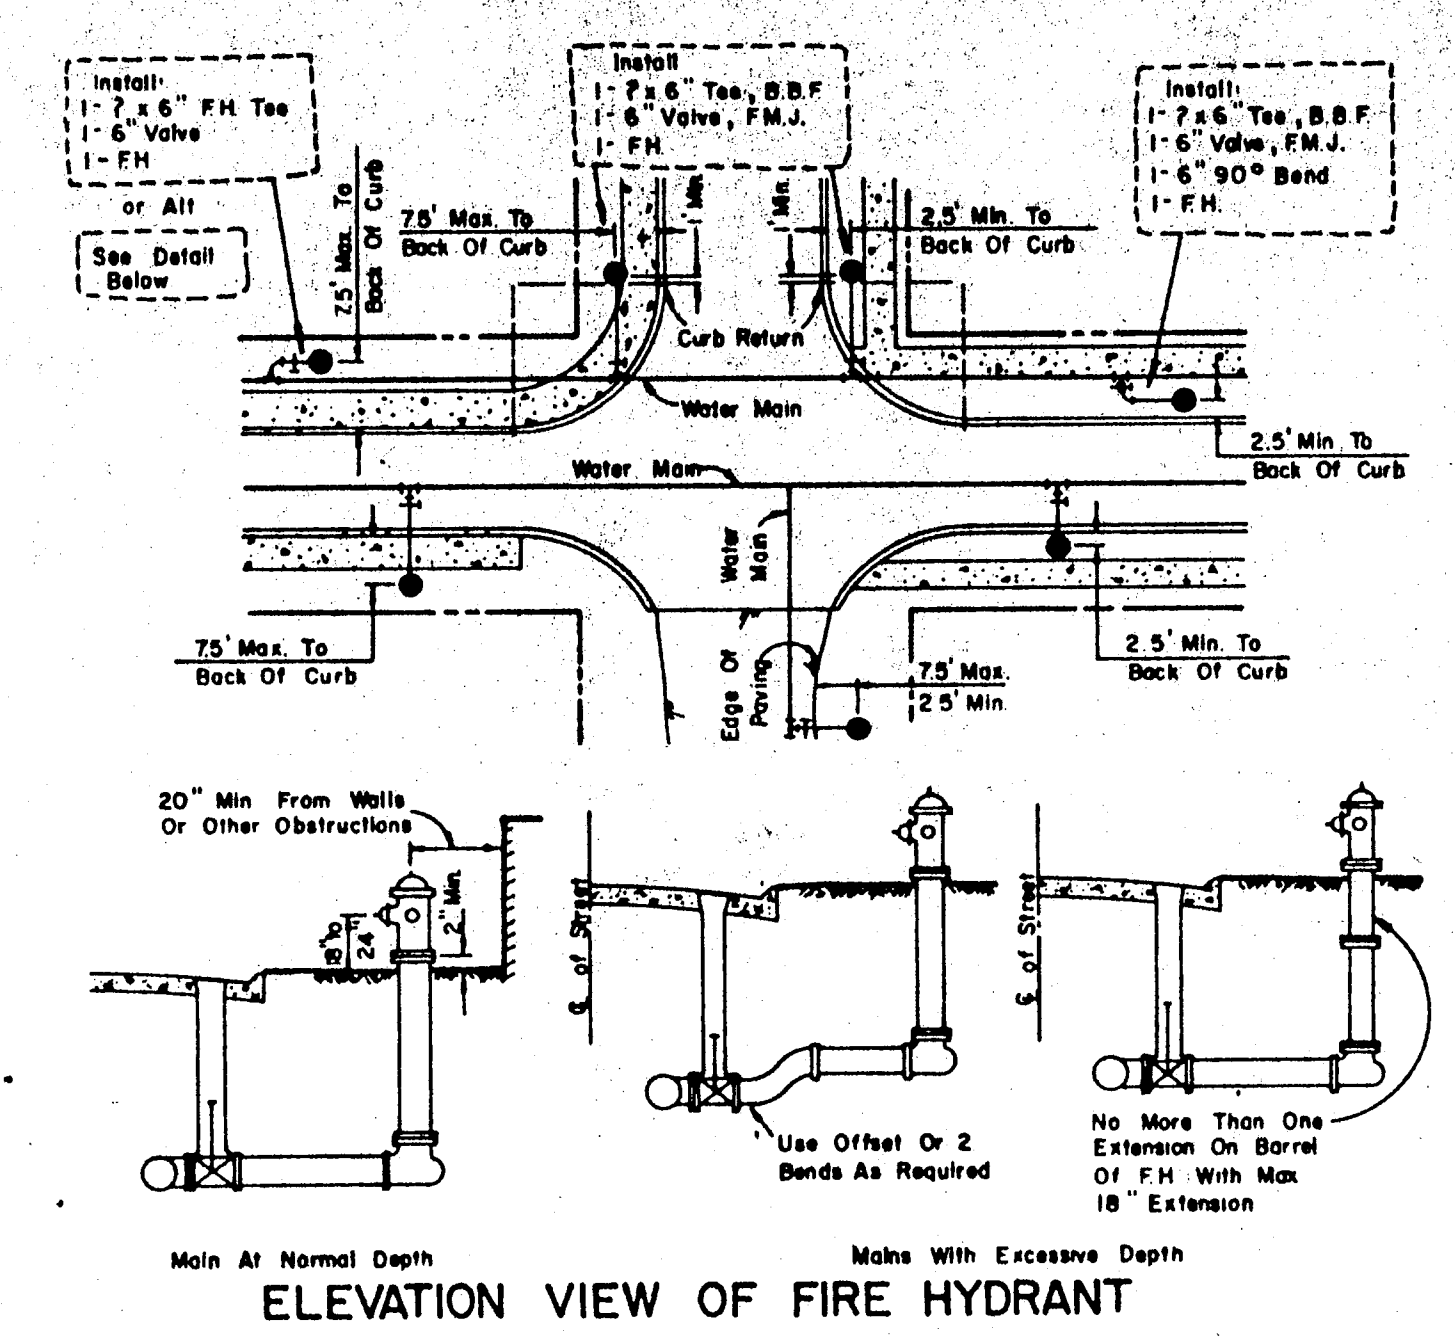 Install:
1- ? x 6" F.H. Tee
1- 6" Valve
1- F.H
or Alt
See Detail
Below
7.5' Max. To
Back Of Curb
7.5' Max. To
Back Of Curb
Install
1- ? x 6" Tee, B.B.F
1- 6" Valve, F.M.J.
1- F.H.
1' Min.
1' Min.
2.5' Min. To
Back Of Curb
Install:
1- ? x 6" Tee, B.B.F
1- 6" Valve, F.M.J.
1- 6" 90° Bend
1- F.H.
Curb Return
Water Main
Water Main
2.5' Min To
Back Of Curb
Water
Main
7.5' Max. To
Back Of Curb
Edge Of
Paving
7.5' Max.
2.5' Min.
2.5' Min. To
Back Of Curb
20" Min From Walls
Or Other Obstructions
18" to
24"
2" Min.
℄ of Street
℄ of Street
Use Offset Or 2
Bends As Required
No More Than One
Extension On Barrel
Of F.H. With Max
18" Extension
Main At Normal Depth
Mains With Excessive Depth
ELEVATION VIEW OF FIRE HYDRANT